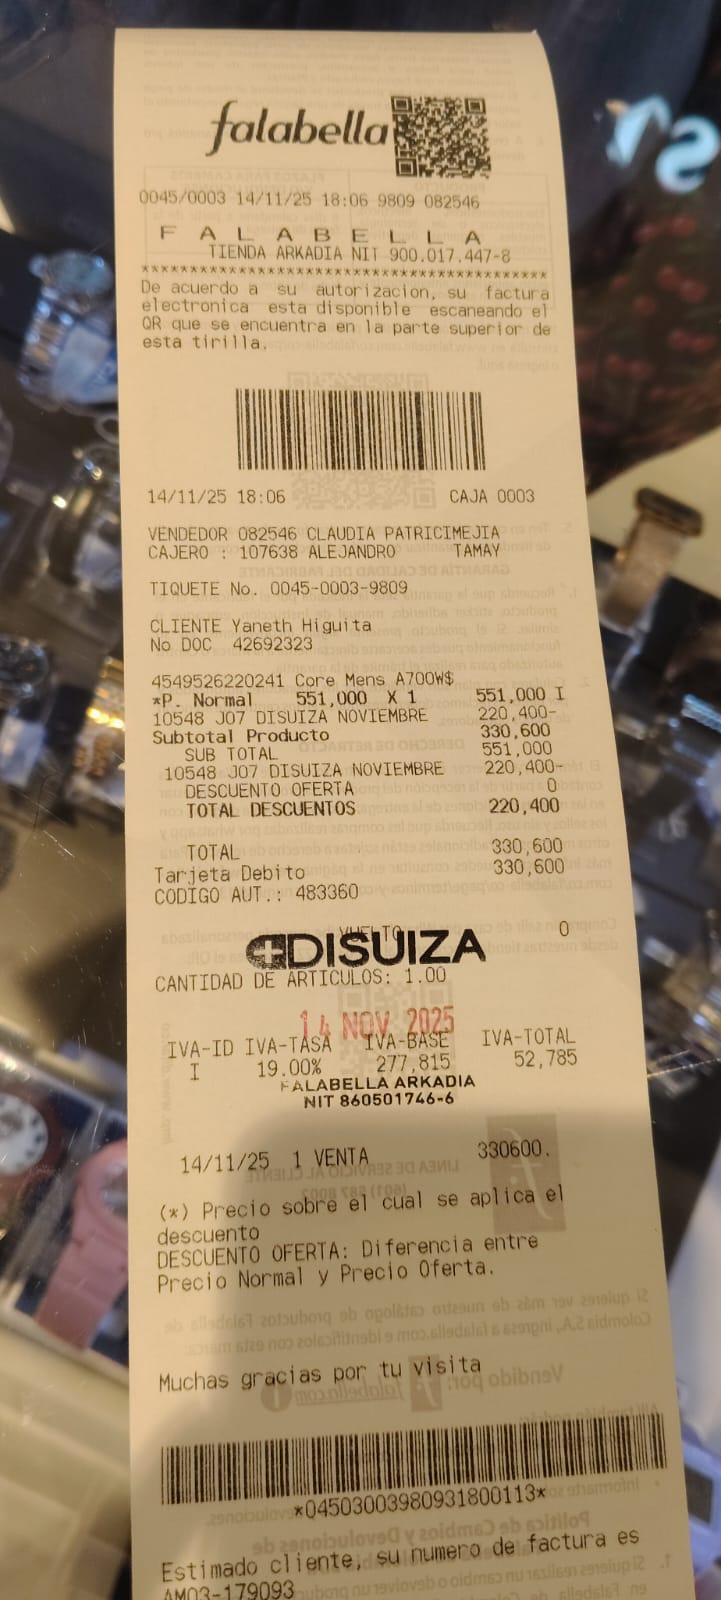 falabella
0045/0003 14/11/25 18:06 9809 082546
F A L A B E L L A
TIENDA ARKADIA NIT 900.017.447-8
******************************************
De acuerdo a su autorizacion, su factura
electronica esta disponible escaneando el
QR que se encuentra en la parte superior de
esta tirilla.
14/11/25 18:06 CAJA 0003
VENDEDOR 082546 CLAUDIA PATRICIMEJIA
CAJERO : 107638 ALEJANDRO TAMAY
TIQUETE No. 0045-0003-9809
CLIENTE Yaneth Higuita
No DOC 42692323
4549526220241 Core Mens A700W$
*P. Normal 551,000 X 1 551,000 I
10548 J07 DISUIZA NOVIEMBRE 220,400-
Subtotal Producto 330,600
SUB TOTAL 551,000
10548 J07 DISUIZA NOVIEMBRE 220,400-
DESCUENTO OFERTA 0
TOTAL DESCUENTOS 220,400
TOTAL 330,600
Tarjeta Debito 330,600
CODIGO AUT.: 483360
VUELTO 0
DISUIZA
CANTIDAD DE ARTICULOS: 1.00
14 NOV 2025
IVA-ID IVA-TASA IVA-BASE IVA-TOTAL
I 19.00% 277,815 52,785
FALABELLA ARKADIA
NIT 860501746-6
14/11/25 1 VENTA 330600.
(*) Precio sobre el cual se aplica el
descuento
DESCUENTO OFERTA: Diferencia entre
Precio Normal y Precio Oferta.
Muchas gracias por tu visita
*04503003980931800113*
Estimado cliente, su numero de factura es
AM03-179093